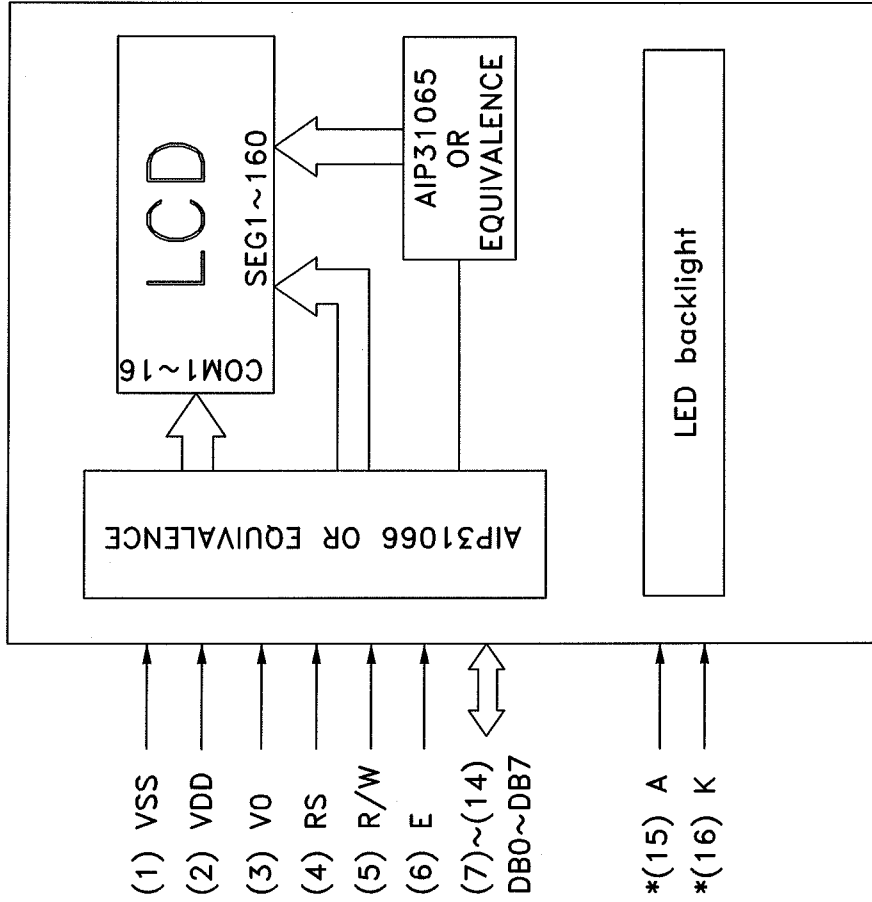 LCD
SEG1~160
COM1~16
AIP31065
OR
EQUIVALENCE
AIP31066 OR EQUIVALENCE
LED backlight
(1) VSS
(2) VDD
(3) V0
(4) RS
(5) R/W
(6) E
(7)~(14)
DB0~DB7
*(15) A
*(16) K